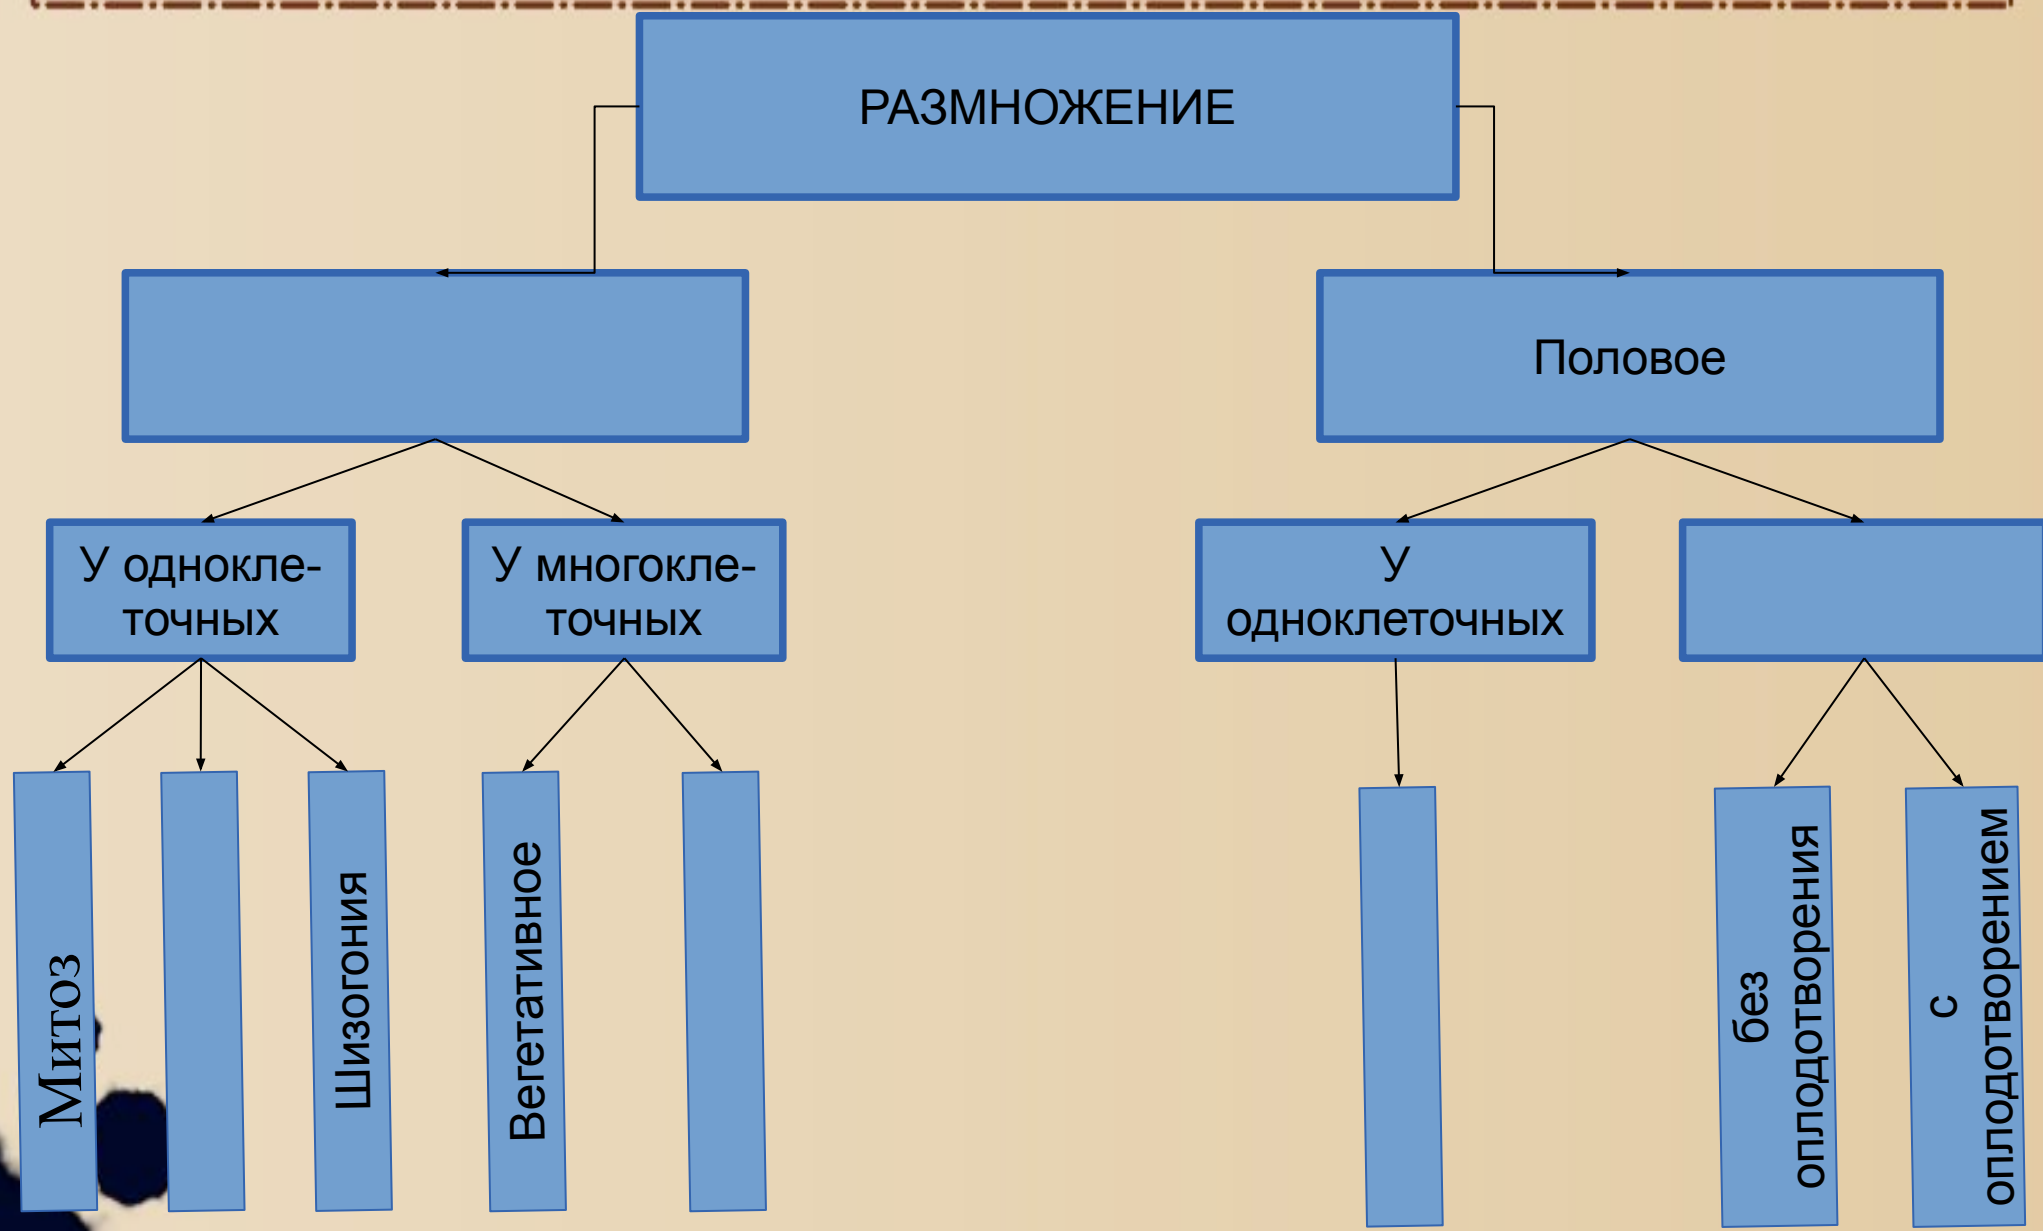 РАЗМНОЖЕНИЕ
Половое
У однокле-
точных
У многокле-
точных
У
одноклеточных
Митоз
Шизогония
Вегетативное
без
оплодотворения
с
оплодотворением